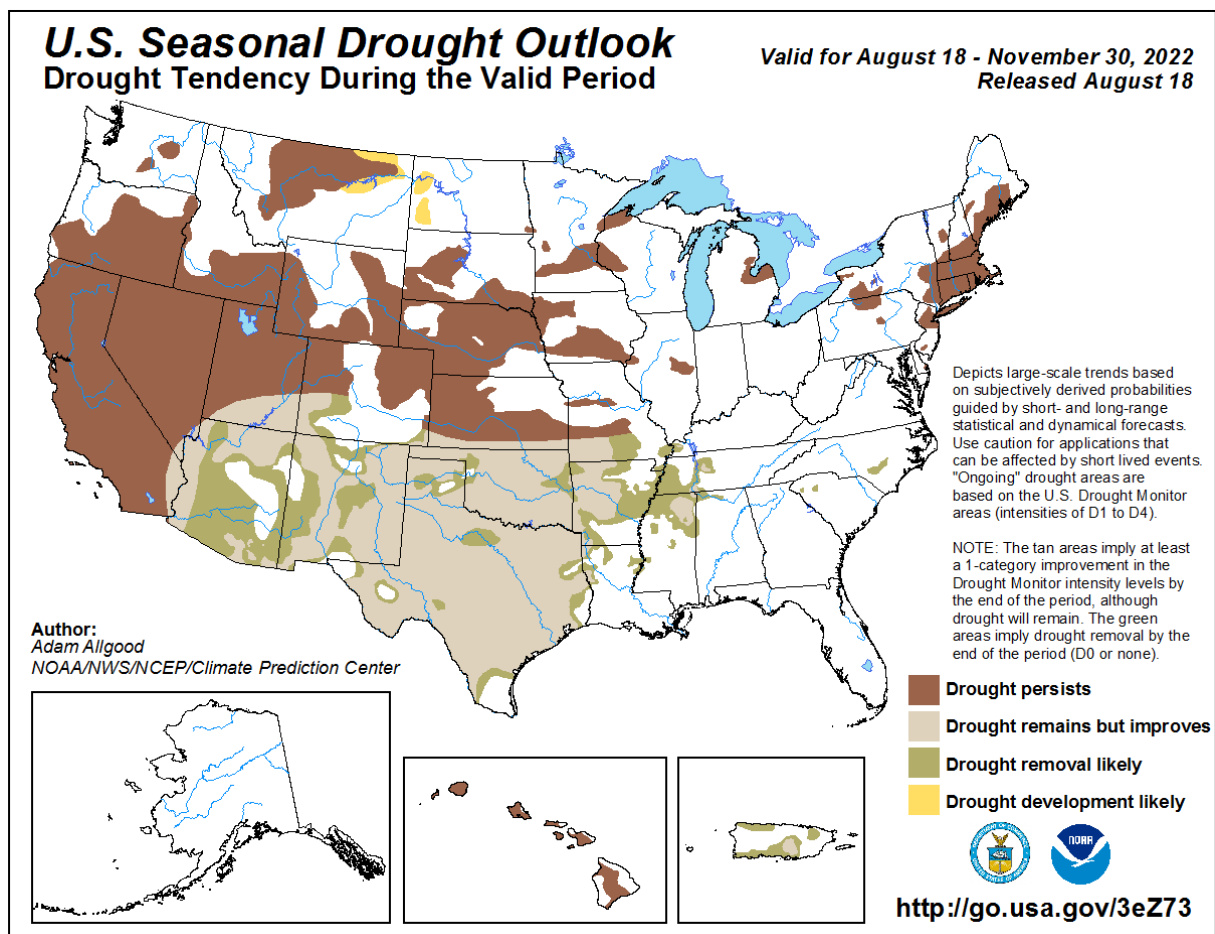 U.S. Seasonal Drought Outlook
Drought Tendency During the Valid Period
Valid for August 18 - November 30, 2022
Released August 18
Depicts large-scale trends based
on subjectively derived probabilities
guided by short- and long-range
statistical and dynamical forecasts.
Use caution for applications that
can be affected by short lived events.
"Ongoing" drought areas are
based on the U.S. Drought Monitor
areas (intensities of D1 to D4).
NOTE: The tan areas imply at least
a 1-category improvement in the
Drought Monitor intensity levels by
the end of the period, although
drought will remain. The green
areas imply drought removal by the
end of the period (D0 or none).
Author:
Adam Allgood
NOAA/NWS/NCEP/Climate Prediction Center
Drought persists
Drought remains but improves
Drought removal likely
Drought development likely
NOAA
http://go.usa.gov/3eZ73